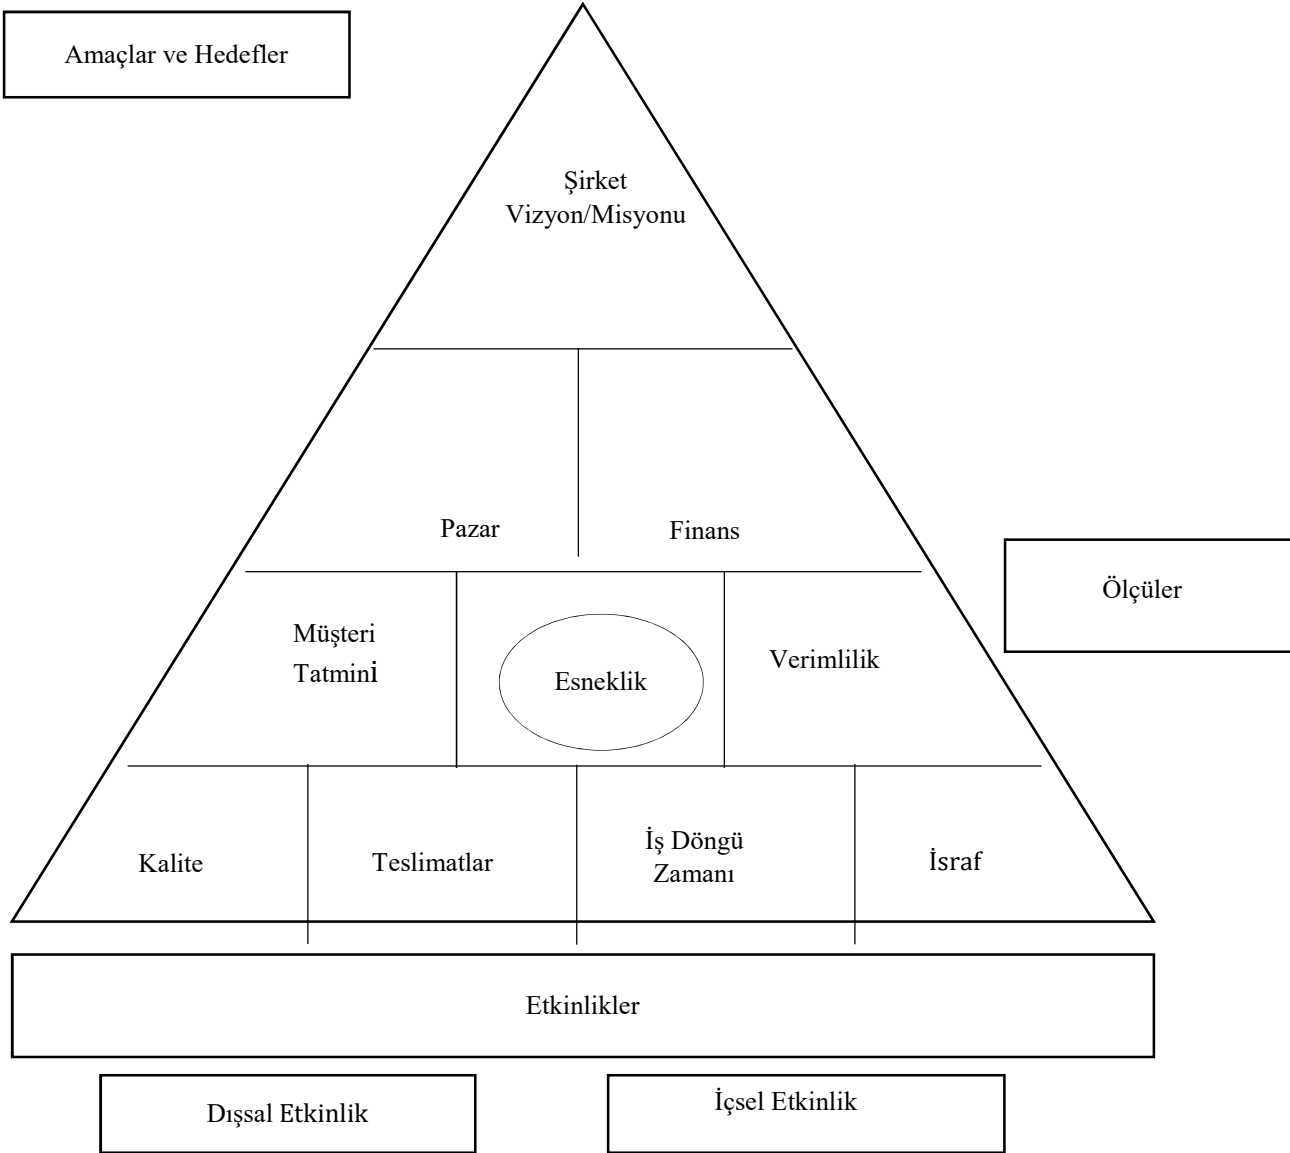 Amaçlar ve Hedefler
Şirket
Vizyon/Misyonu
Pazar
Finans
Ölçüler
Müşteri
Tatmini
Esneklik
Verimlilik
Kalite
Teslimatlar
İş Döngü
Zamanı
İsraf
Etkinlikler
Dışsal Etkinlik
İçsel Etkinlik